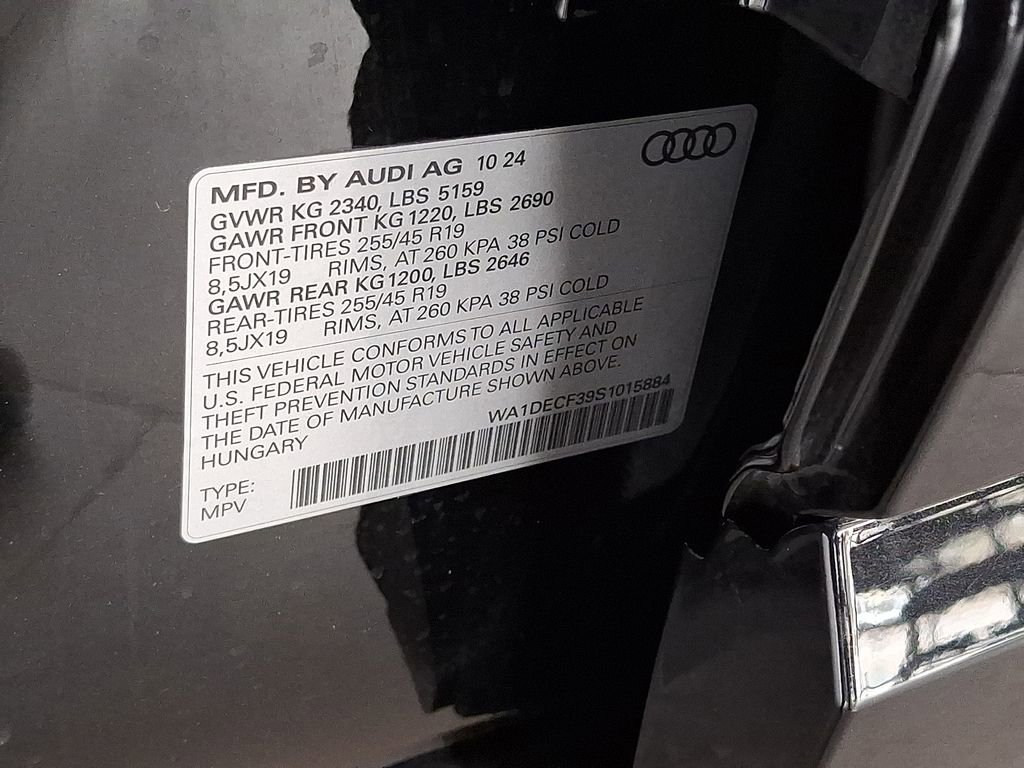 MFD. BY AUDI AG 10 24
GVWR KG 2340, LBS 5159
GAWR FRONT KG 1220, LBS 2690
FRONT-TIRES 255/45 R19
8,5JX19 RIMS, AT 260 KPA 38 PSI COLD
GAWR REAR KG 1200, LBS 2646
REAR-TIRES 255/45 R19
8,5JX19 RIMS, AT 260 KPA 38 PSI COLD
THIS VEHICLE CONFORMS TO ALL APPLICABLE
U.S. FEDERAL MOTOR VEHICLE SAFETY AND
THEFT PREVENTION STANDARDS IN EFFECT ON
THE DATE OF MANUFACTURE SHOWN ABOVE.
HUNGARY WA1DECF39S1015884
TYPE:
MPV